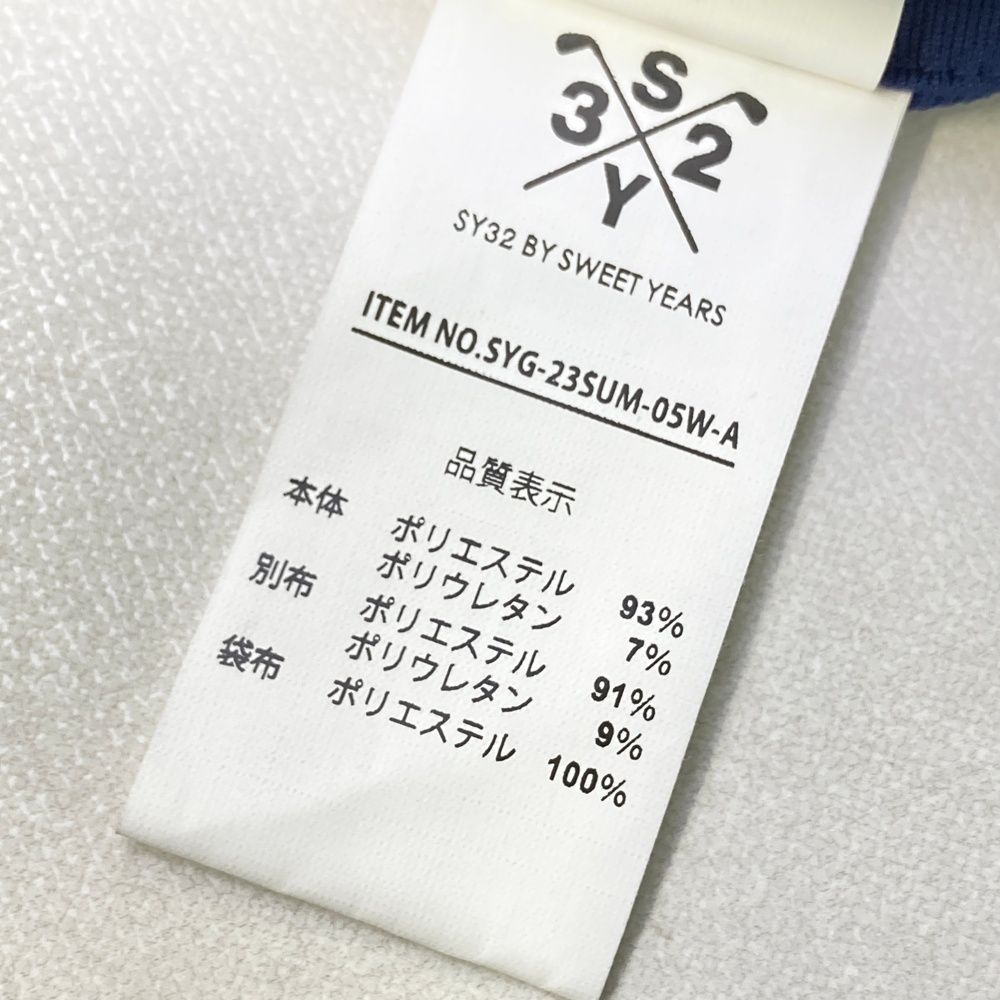 S
3 2
Y
SY32 BY SWEET YEARS
ITEM NO.SYG-23SUM-05W-A
品質表示
本体 ポリエステル 93%
ポリウレタン 7%
別布 ポリエステル 91%
ポリウレタン 9%
袋布 ポリエステル 100%